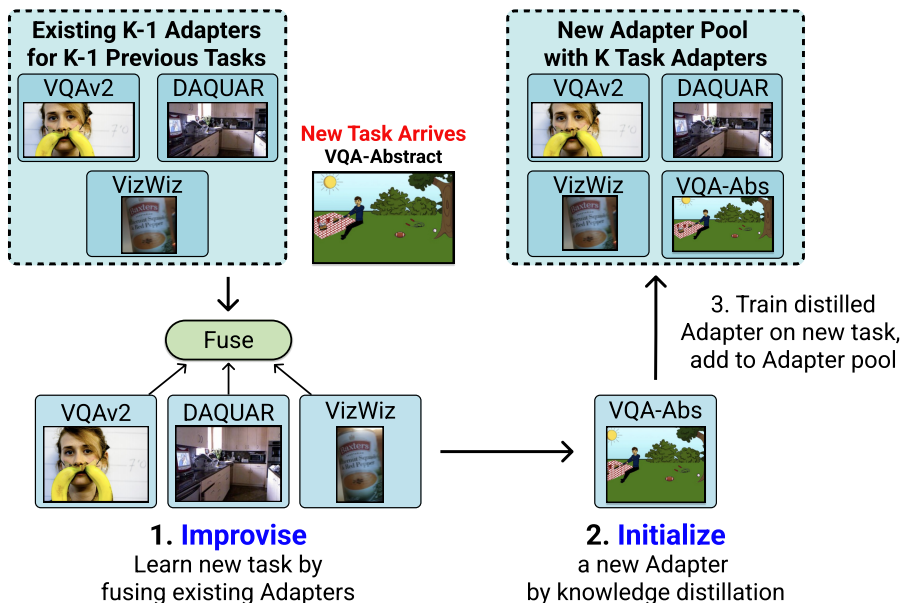 Existing K-1 Adapters
for K-1 Previous Tasks
VQAv2
DAQUAR
VizWiz
New Task Arrives
VQA-Abstract
New Adapter Pool
with K Task Adapters
VQAv2
DAQUAR
VizWiz
VQA-Abs
Fuse
VQAv2
DAQUAR
VizWiz
1. Improvise
Learn new task by
fusing existing Adapters
VQA-Abs
2. Initialize
a new Adapter
by knowledge distillation
3. Train distilled
Adapter on new task,
add to Adapter pool